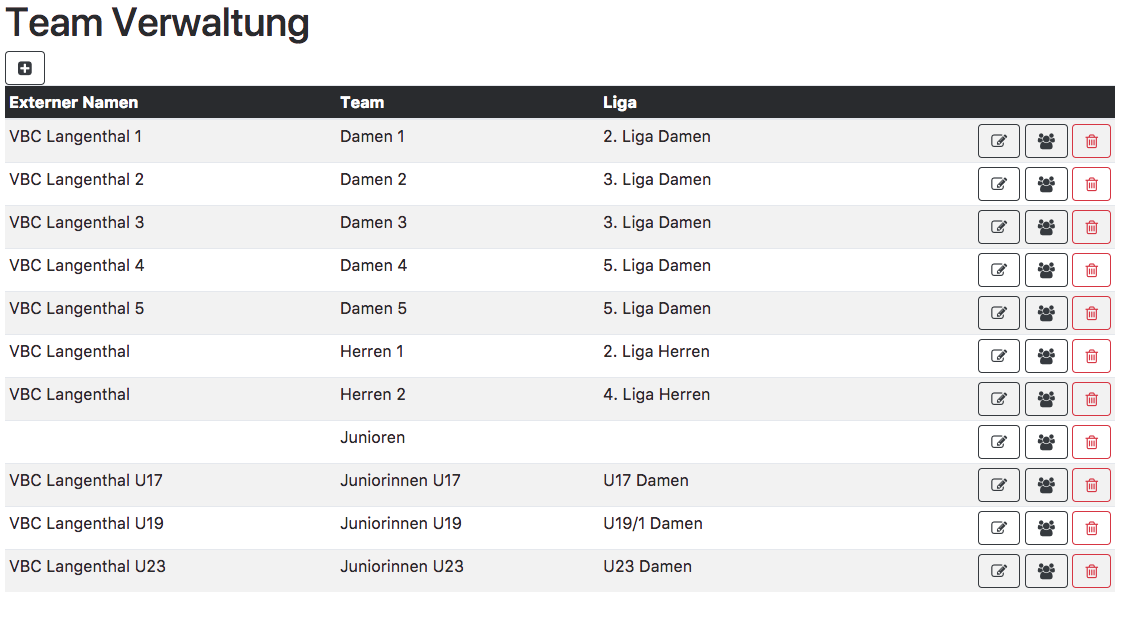 Team Verwaltung
Externer Namen Team Liga
VBC Langenthal 1 Damen 1 2. Liga Damen
VBC Langenthal 2 Damen 2 3. Liga Damen
VBC Langenthal 3 Damen 3 3. Liga Damen
VBC Langenthal 4 Damen 4 5. Liga Damen
VBC Langenthal 5 Damen 5 5. Liga Damen
VBC Langenthal Herren 1 2. Liga Herren
VBC Langenthal Herren 2 4. Liga Herren
Junioren
VBC Langenthal U17 Juniorinnen U17 U17 Damen
VBC Langenthal U19 Juniorinnen U19 U19/1 Damen
VBC Langenthal U23 Juniorinnen U23 U23 Damen